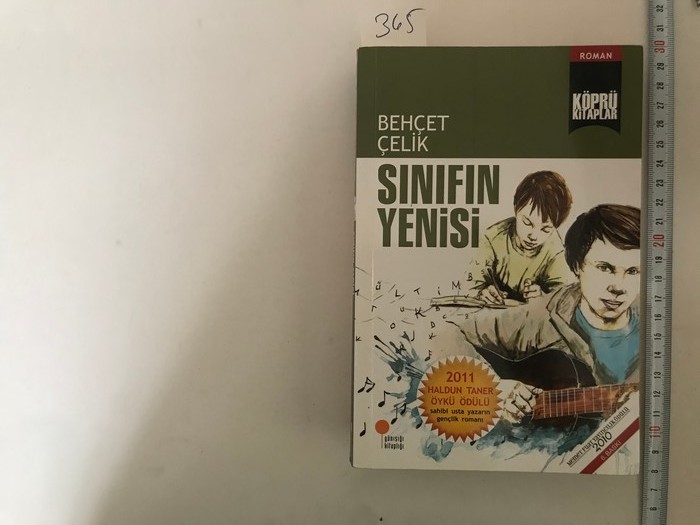 365
ROMAN
KÖPRÜ
KİTAPLAR
BEHÇET
ÇELİK
SINIFIN
YENİSİ
2011
HALDUN TANER
ÖYKÜ ÖDÜLÜ
sahibi usta yazarın
gençlik romanı
günışığı
kitaplığı
2010